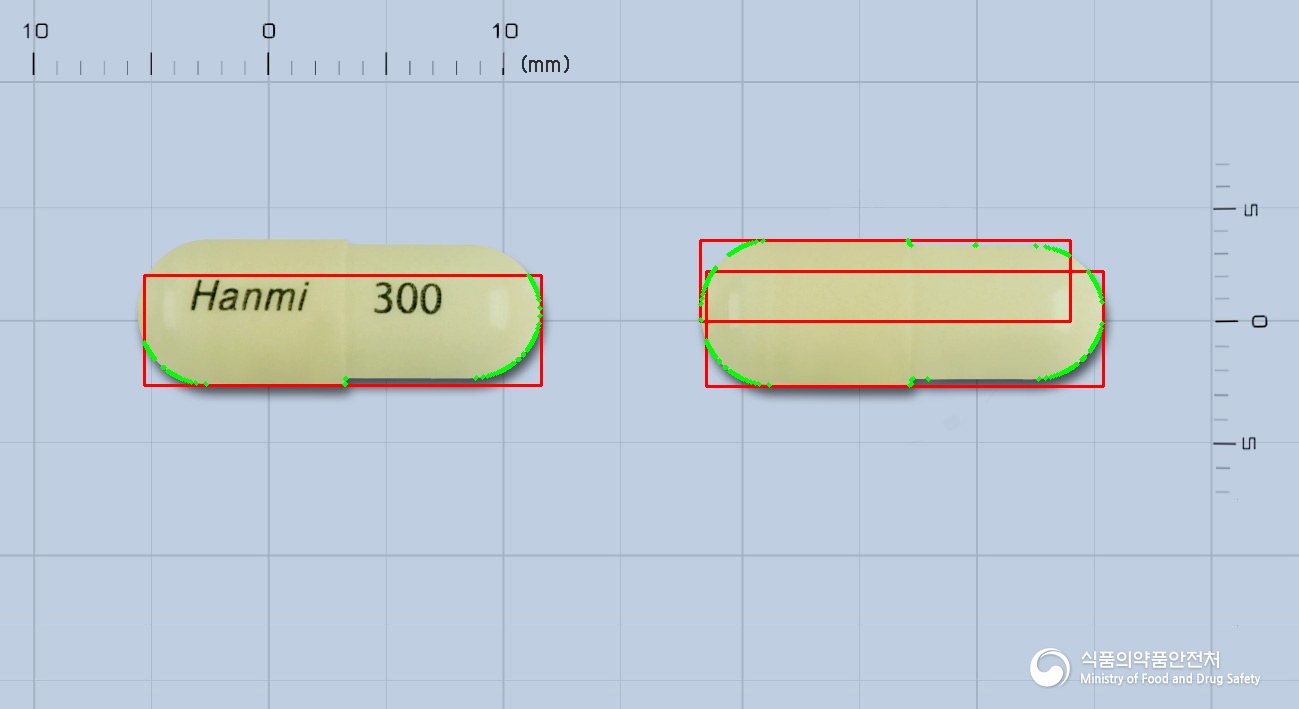 10 0 10
(mm)
5
Hanmi 300
0
5
식품의약품안전처
Ministry of Food and Drug Safety